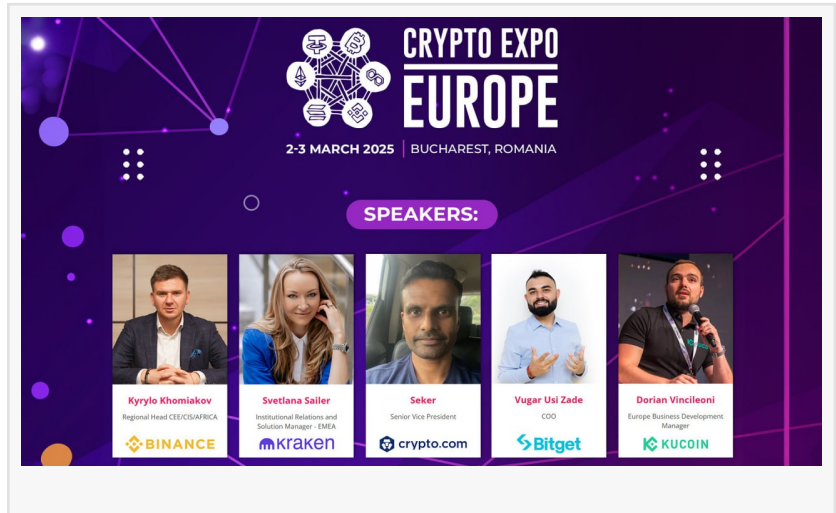 CRYPTO EXPO
EUROPE
2-3 MARCH 2025 | BUCHAREST, ROMANIA
SPEAKERS:
Kyrylo Khomiakov
Regional Head CEE/CIS/AFRICA
BINANCE
Svetlana Sailer
Institutional Relations and
Solution Manager - EMEA
kraken
Seker
Senior Vice President
crypto.com
Vugar Usi Zade
COO
Bitget
Dorian Vincileoni
Europe Business Development
Manager
KUCOIN